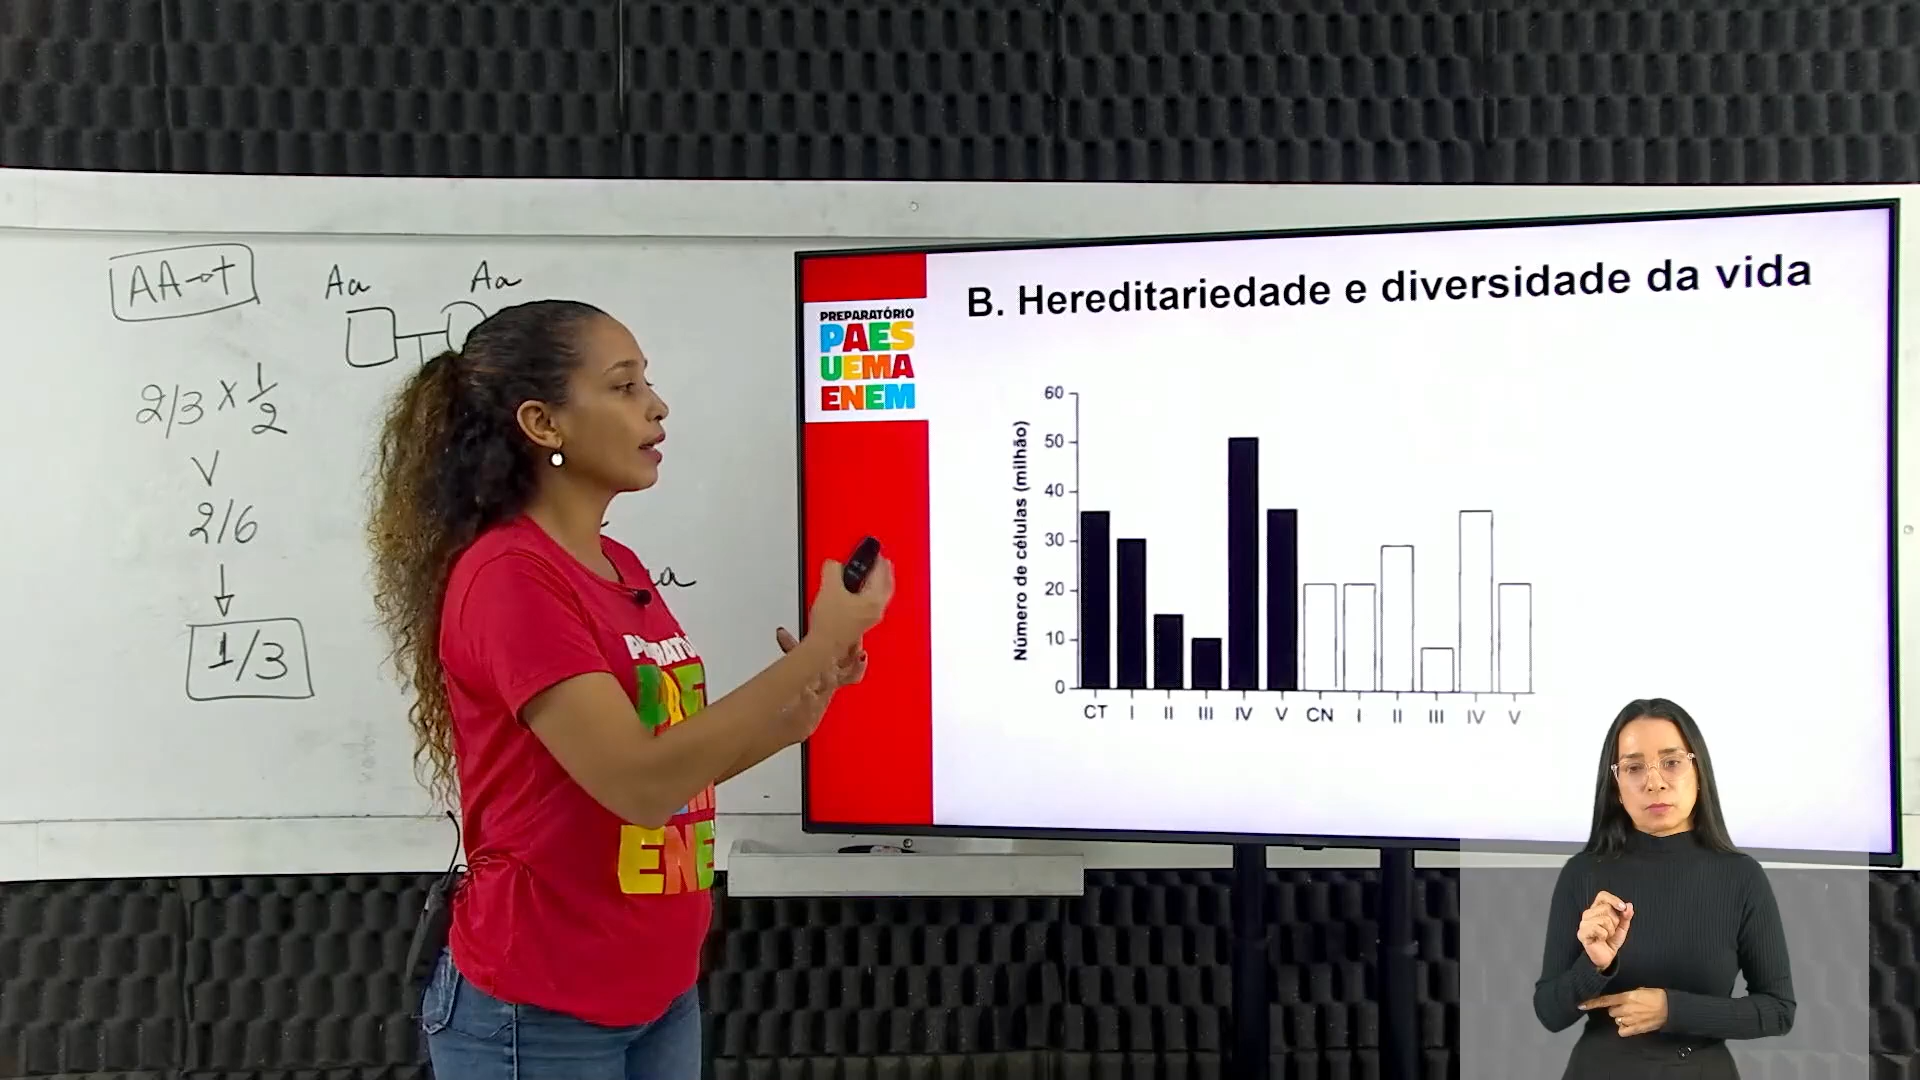 AA→†
Aa Aa
2/3 x 1/2
V
2/6
↓
1/3
PREPARATÓRIO
PAES
UEMA
ENEM
B. Hereditariedade e diversidade da vida
Número de células (milhão)
60
50
40
30
20
10
0
CT I II III IV V CN I II III IV V